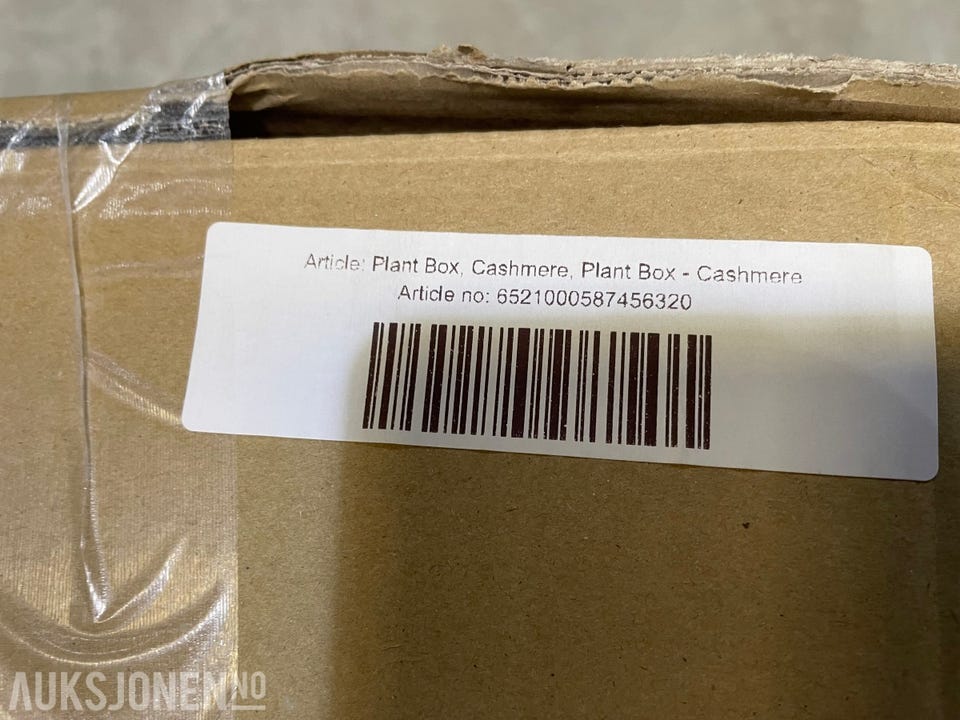 Article: Plant Box, Cashmere, Plant Box - Cashmere
Article no: 6521000587456320
AUKSJONEN.NO